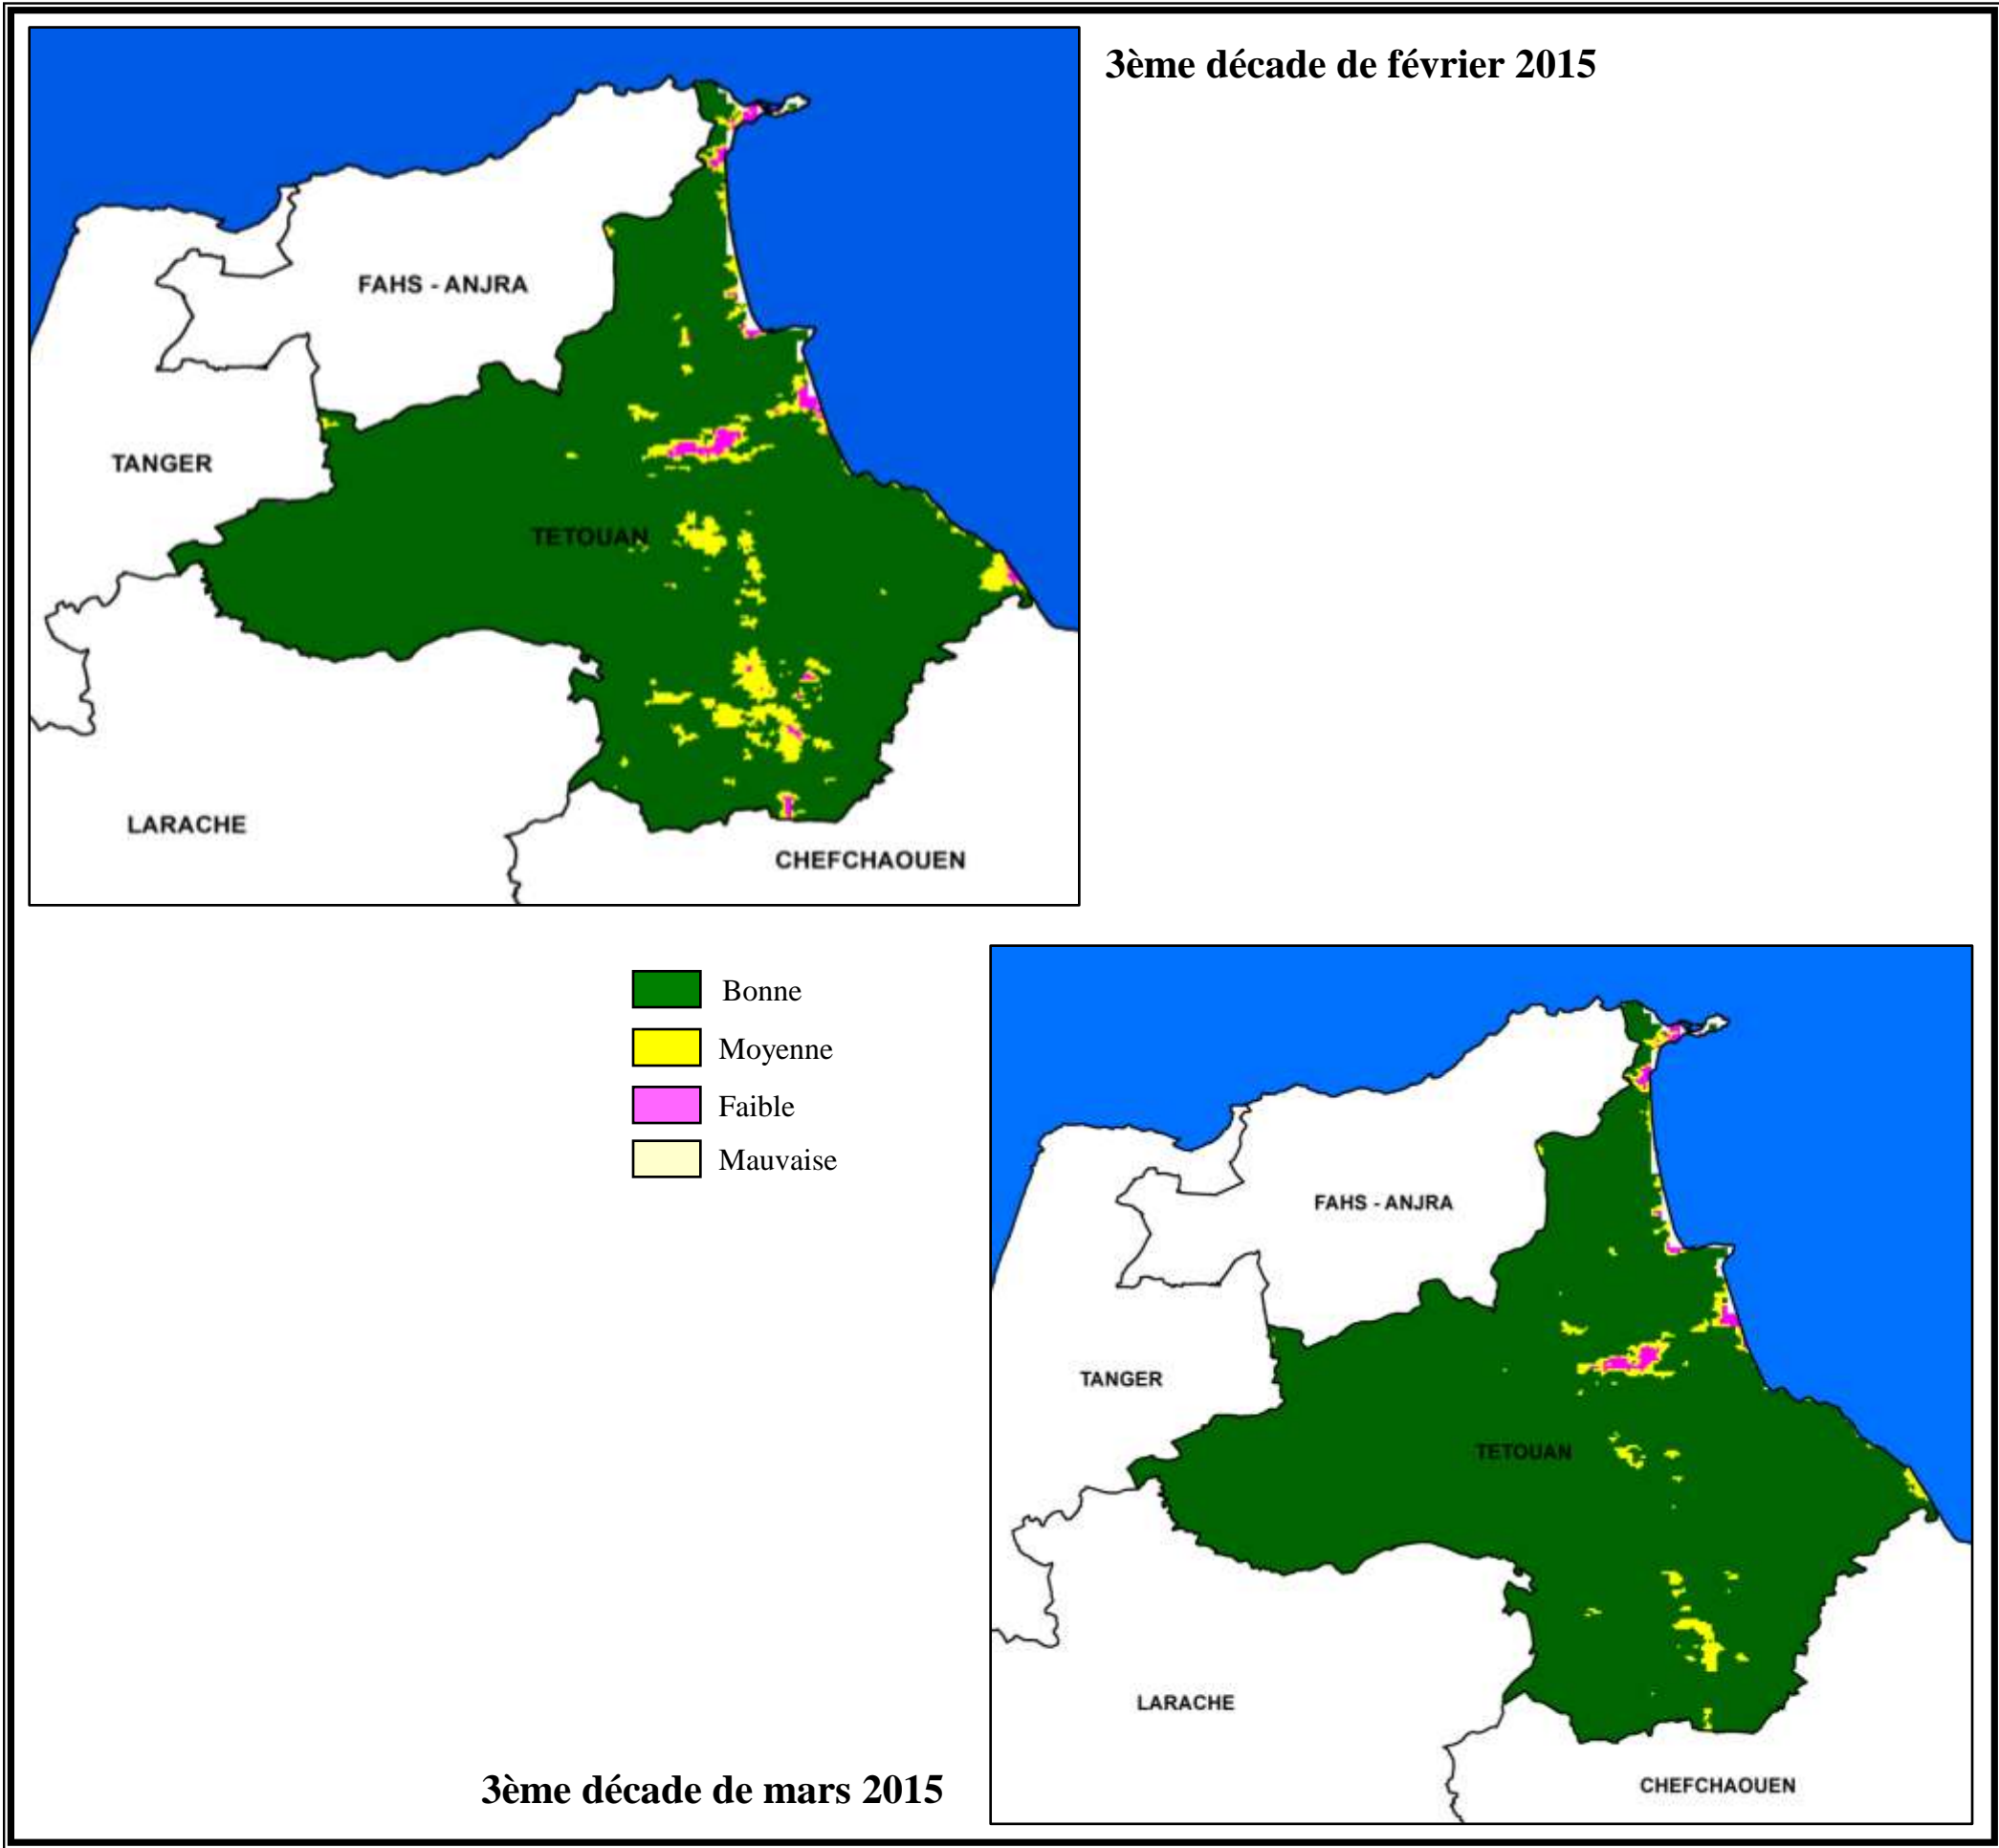 3ème décade de février 2015
FAHS - ANJRA
TANGER
TETOUAN
LARACHE
CHEFCHAOUEN
Bonne
Moyenne
Faible
Mauvaise
FAHS - ANJRA
TANGER
TETOUAN
LARACHE
CHEFCHAOUEN
3ème décade de mars 2015